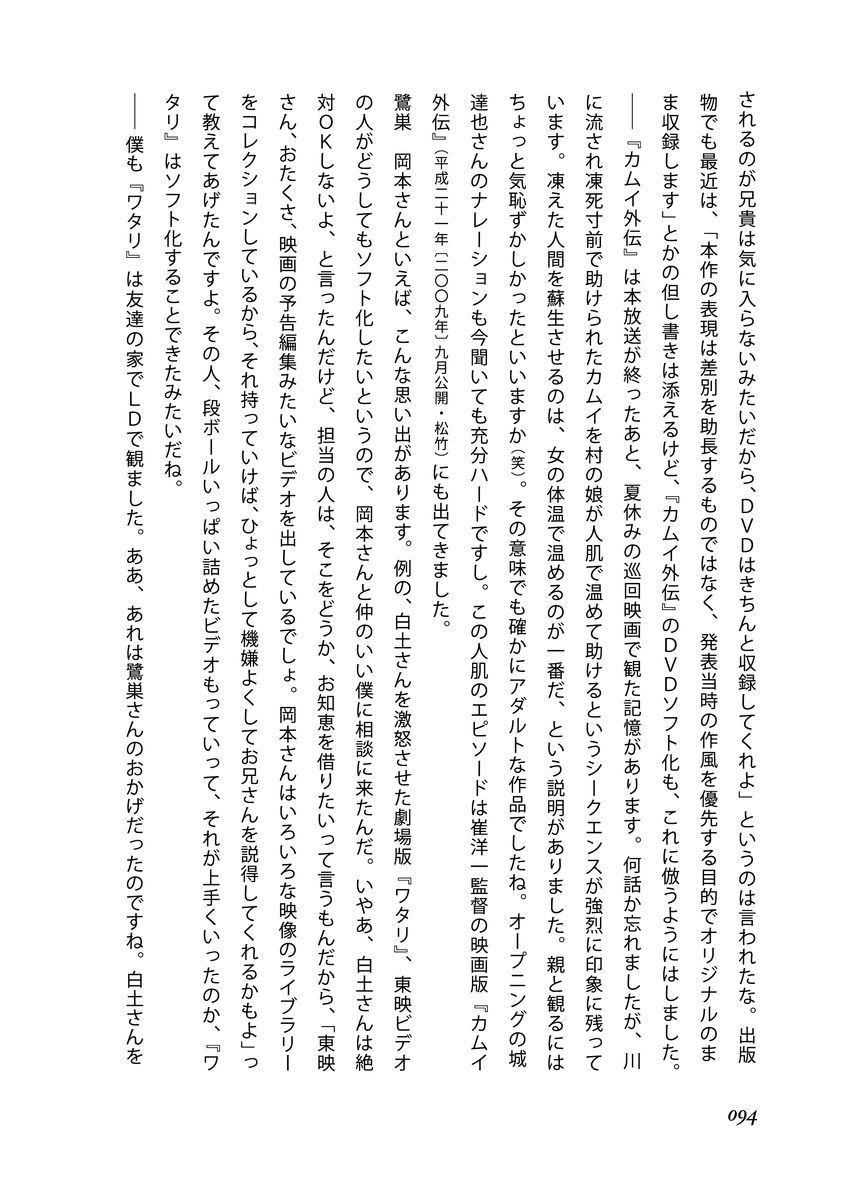 されるのが兄貴は気に入らないみたいだから、DVDはきちんと収録してくれよ」というのは言われたな。出版
物でも最近は、「本作の表現は差別を助長するものではなく、発表当時の作風を優先する目的でオリジナルのま
ま収録します」とかの但し書きは添えるけど、『カムイ外伝』のDVDソフト化も、これに倣うようにはしました。
――『カムイ外伝』は本放送が終ったあと、夏休みの巡回映画で観た記憶があります。何話か忘れましたが、川
に流され凍死寸前で助けられたカムイを村の娘が人肌で温めて助けるというシークエンスが強烈に印象に残って
います。凍えた人間を蘇生させるのは、女の体温で温めるのが一番だ、という説明がありました。親と観るには
ちょっと気恥ずかしかったといいますか(笑)。その意味でも確かにアダルトな作品でしたね。オープニングの城
達也さんのナレーションも今聞いても充分ハードですし。この人肌のエピソードは崔洋一監督の映画版『カムイ
外伝』(平成二十一年〔二〇〇九年〕九月公開・松竹)にも出てきました。
鷺巣　岡本さんといえば、こんな思い出があります。例の、白土さんを激怒させた劇場版『ワタリ』、東映ビデオ
の人がどうしてもソフト化したいというので、岡本さんと仲のいい僕に相談に来たんだ。いやあ、白土さんは絶
対OKしないよ、と言ったんだけど、担当の人は、そこをどうか、お知恵を借りたいって言うもんだから、「東映
さん、おたくさ、映画の予告編集みたいなビデオを出しているでしょ。岡本さんはいろいろな映像のライブラリー
をコレクションしているから、それ持っていけば、ひょっとして機嫌よくしてお兄さんを説得してくれるかもよ」っ
て教えてあげたんですよ。その人、段ボールいっぱい詰めたビデオもっていって、それが上手くいったのか、『ワ
タリ』はソフト化することできたみたいだね。
――僕も『ワタリ』は友達の家でLDで観ました。ああ、あれは鷺巣さんのおかげだったのですね。白土さんを
094